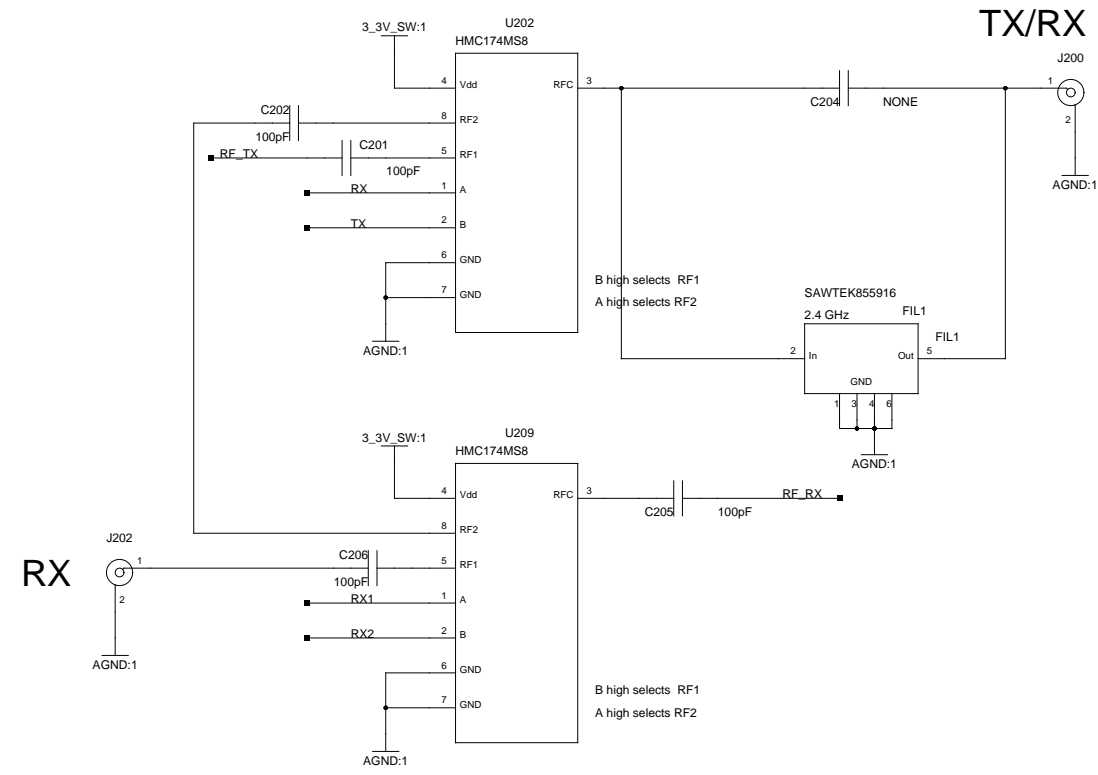 TX/RX
U202
3_3V_SW:1
HMC174MS8
J200
4 Vdd
RFC 3
1
C204 NONE
C202
8 RF2
100pF
2
C201
RF_TX
5 RF1
100pF
RX
1 A
AGND:1
TX
2 B
6 GND
B high selects RF1
7 GND
A high selects RF2
SAWTEK855916
2.4 GHz
FIL1
FIL1
AGND:1
2 In
Out 5
GND
1 3 4 6
U209
3_3V_SW:1
HMC174MS8
AGND:1
4 Vdd
RFC 3
RF_RX
C205 100pF
8 RF2
J202
C206
1
5 RF1
RX
100pF
RX1
1 A
2
RX2
2 B
AGND:1
6 GND
B high selects RF1
7 GND
A high selects RF2
AGND:1